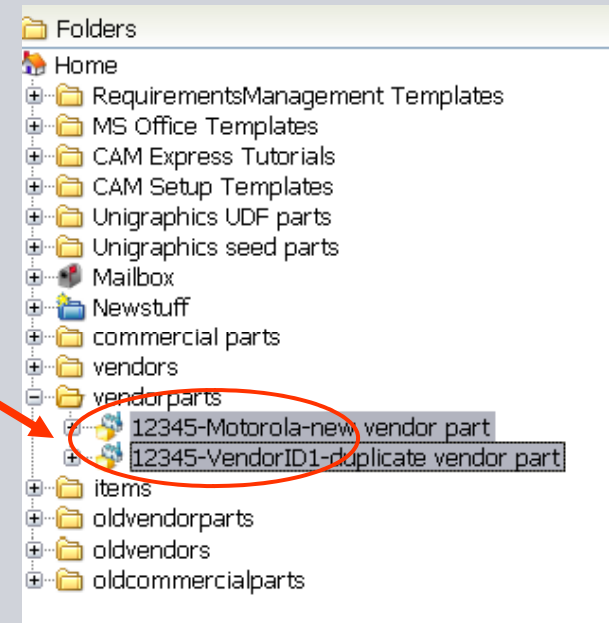 Folders
Home
RequirementsManagement Templates
MS Office Templates
CAM Express Tutorials
CAM Setup Templates
Unigraphics UDF parts
Unigraphics seed parts
Mailbox
Newstuff
commercial parts
vendors
vendorparts
12345-Motorola-new vendor part
12345-VendorID1-duplicate vendor part
items
oldvendorparts
oldvendors
oldcommercialparts